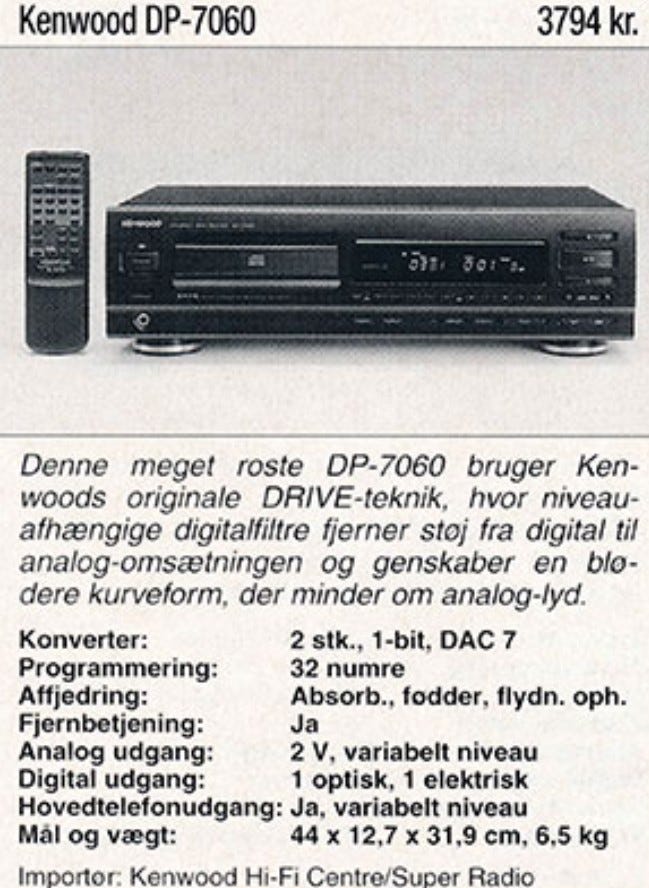 Kenwood DP-7060 3794 kr.
KENWOOD
Denne meget roste DP-7060 bruger Ken-
woods originale DRIVE-teknik, hvor niveau-
afhængige digitalfiltre fjerner støj fra digital til
analog-omsætningen og genskaber en blø-
dere kurveform, der minder om analog-lyd.
Konverter: 2 stk., 1-bit, DAC 7
Programmering: 32 numre
Affjedring: Absorb., fødder, flydn. oph.
Fjernbetjening: Ja
Analog udgang: 2 V, variabelt niveau
Digital udgang: 1 optisk, 1 elektrisk
Hovedtelefonudgang: Ja, variabelt niveau
Mål og vægt: 44 x 12,7 x 31,9 cm, 6,5 kg
Importør: Kenwood Hi-Fi Centre/Super Radio